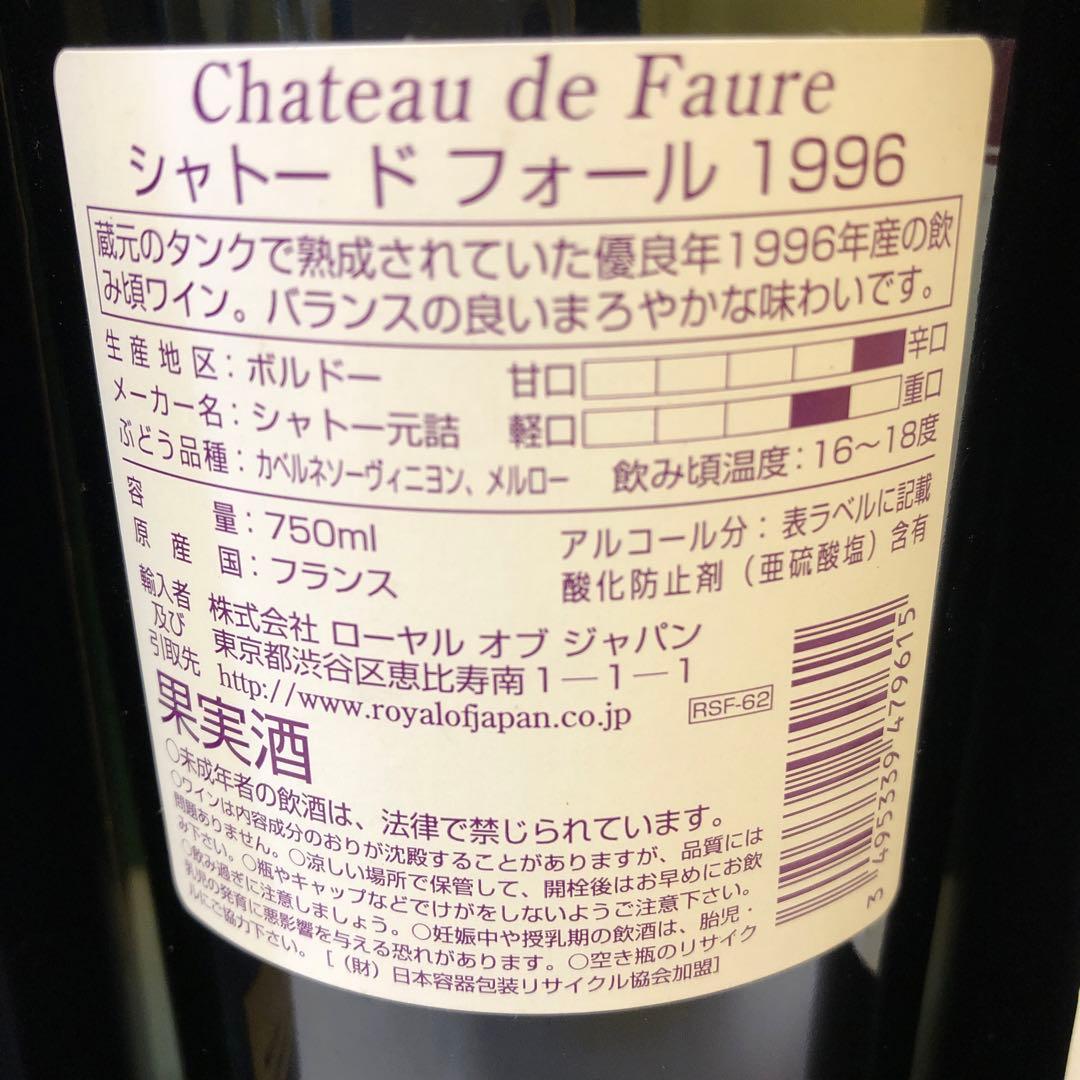 Chateau de Faure
シャトー ド フォール 1996
蔵元のタンクで熟成されていた優良年1996年産の飲
み頃ワイン。バランスの良いまろやかな味わいです。
生産地区：ボルドー 甘口 辛口
メーカー名：シャトー元詰 軽口 重口
ぶどう品種：カベルネソーヴィニヨン、メルロー 飲み頃温度：16～18度
容量：750ml アルコール分：表ラベルに記載
原産国：フランス 酸化防止剤（亜硫酸塩）含有
輸入者及び引取先 株式会社 ローヤル オブ ジャパン
東京都渋谷区恵比寿南1―1―1
http://www.royalofjapan.co.jp RSF-62
果実酒
○未成年者の飲酒は、法律で禁じられています。
○ワインは内容成分のおりが沈殿することがありますが、品質には
問題ありません。○涼しい場所で保管して、開栓後はお早めにお飲
み下さい。○瓶やキャップなどでけがをしないようご注意下さい。
○飲み過ぎに注意しましょう。○妊娠中や授乳期の飲酒は、胎児・
乳児の発育に悪影響を与える恐れがあります。○空き瓶のリサイク
ルにご協力下さい。［（財）日本容器包装リサイクル協会加盟］
3 495339 479615